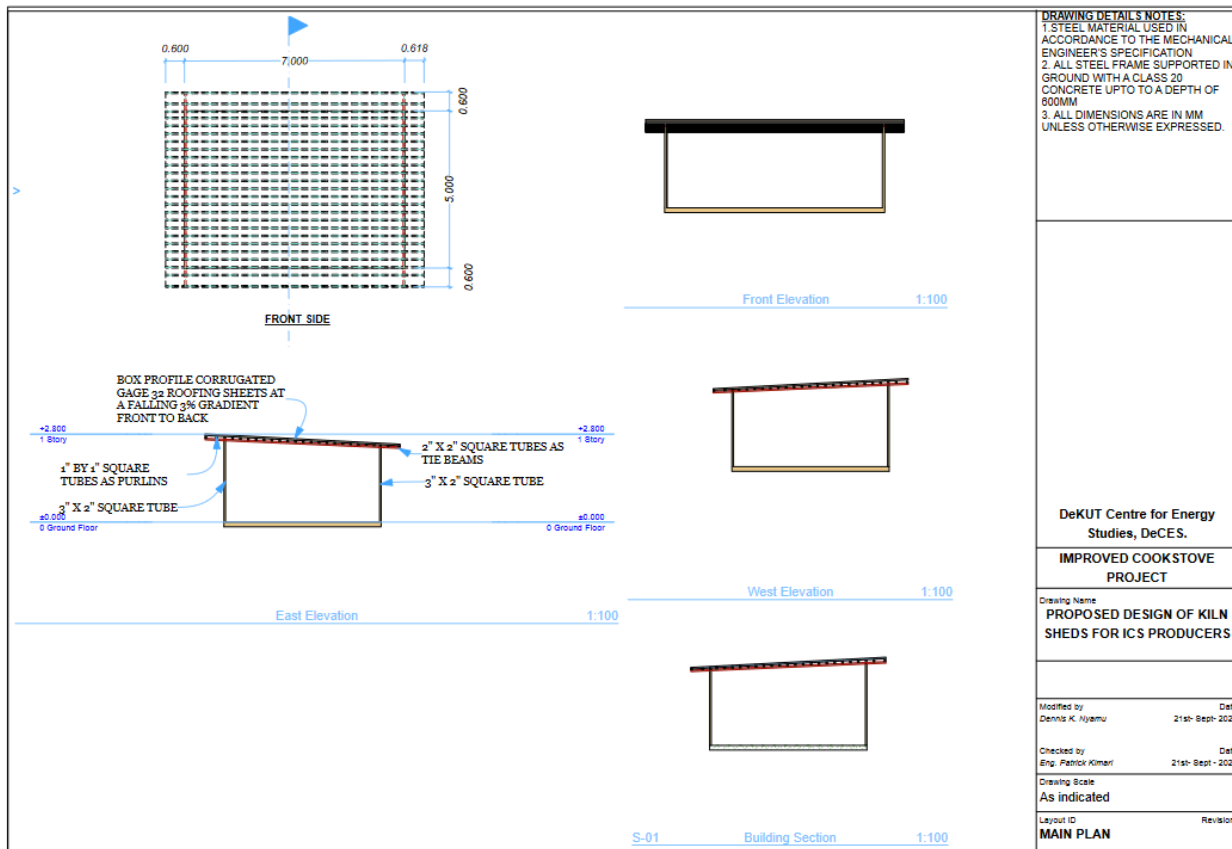 0.600
7.000
0.618
0.600
5.000
0.600
FRONT SIDE
BOX PROFILE CORRUGATED
GAGE 32 ROOFING SHEETS AT
A FALLING 3% GRADIENT
FRONT TO BACK
+2.800
1 Story
+2.800
1 Story
1" BY 1" SQUARE
TUBES AS PURLINS
2" X 2" SQUARE TUBES AS
TIE BEAMS
3" X 2" SQUARE TUBE
3" X 2" SQUARE TUBE
±0.000
0 Ground Floor
±0.000
0 Ground Floor
East Elevation 1:100
Front Elevation 1:100
West Elevation 1:100
S-01 Building Section 1:100
DRAWING DETAILS NOTES:
1.STEEL MATERIAL USED IN
ACCORDANCE TO THE MECHANICAL
ENGINEER'S SPECIFICATION
2. ALL STEEL FRAME SUPPORTED IN
GROUND WITH A CLASS 20
CONCRETE UPTO TO A DEPTH OF
600MM
3. ALL DIMENSIONS ARE IN MM
UNLESS OTHERWISE EXPRESSED.
DeKUT Centre for Energy
Studies, DeCES.
IMPROVED COOKSTOVE
PROJECT
Drawing Name
PROPOSED DESIGN OF KILN
SHEDS FOR ICS PRODUCERS
Modified by
Dennis K. Nyamu 21st- Sept- 202
Checked by
Eng. Patrick Kimari 21st- Sept - 202
Drawing Scale
As indicated
Layout ID Revision
MAIN PLAN